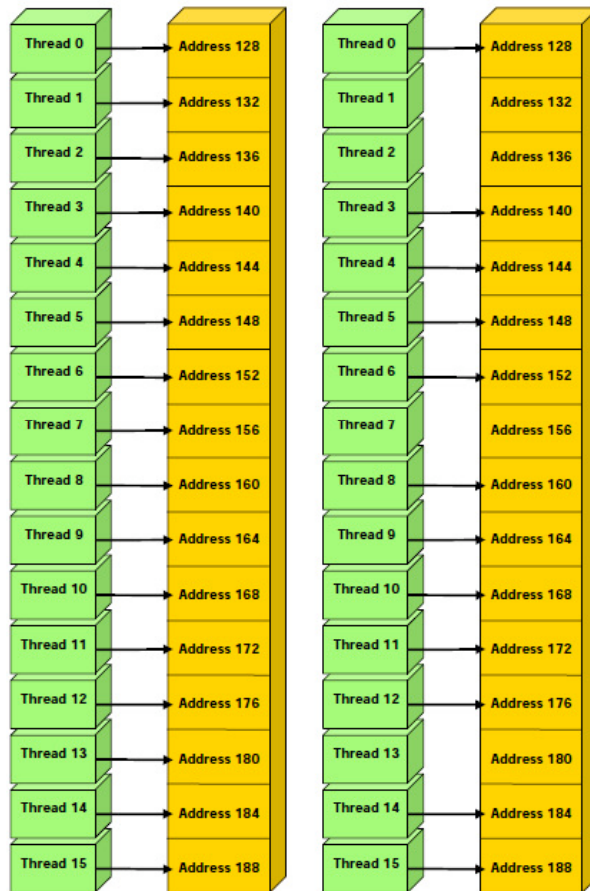 Thread 0 Address 128 Thread 0 Address 128
Thread 1 Address 132 Thread 1 Address 132
Thread 2 Address 136 Thread 2 Address 136
Thread 3 Address 140 Thread 3 Address 140
Thread 4 Address 144 Thread 4 Address 144
Thread 5 Address 148 Thread 5 Address 148
Thread 6 Address 152 Thread 6 Address 152
Thread 7 Address 156 Thread 7 Address 156
Thread 8 Address 160 Thread 8 Address 160
Thread 9 Address 164 Thread 9 Address 164
Thread 10 Address 168 Thread 10 Address 168
Thread 11 Address 172 Thread 11 Address 172
Thread 12 Address 176 Thread 12 Address 176
Thread 13 Address 180 Thread 13 Address 180
Thread 14 Address 184 Thread 14 Address 184
Thread 15 Address 188 Thread 15 Address 188